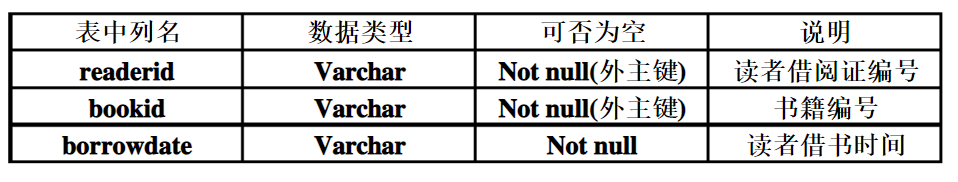 表中列名 数据类型 可否为空 说明
readerid Varchar Not null(外主键) 读者借阅证编号
bookid Varchar Not null(外主键) 书籍编号
borrowdate Varchar Not null 读者借书时间